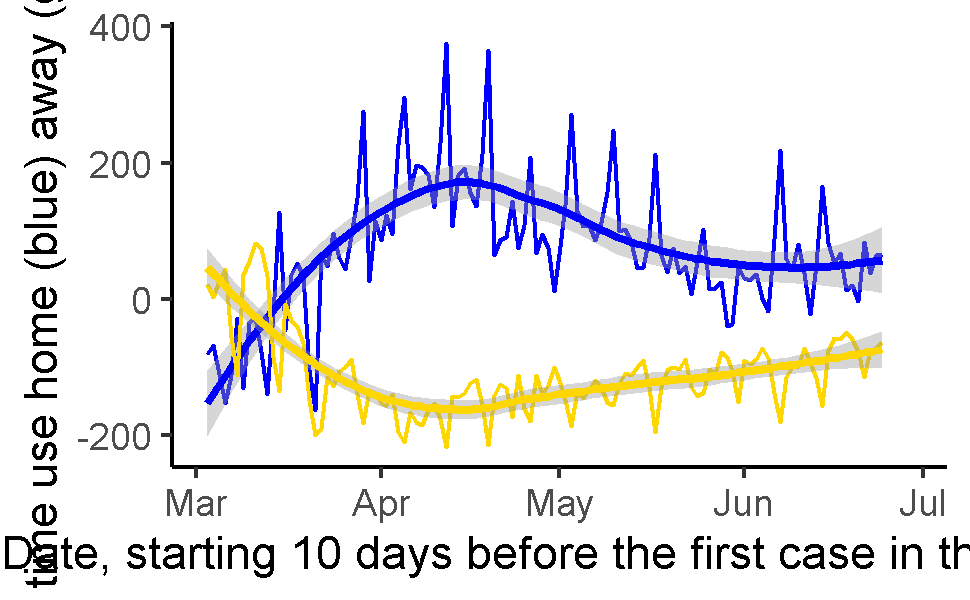 time use home (blue) away (
400
200
0
-200
Mar Apr May Jun Jul
Date, starting 10 days before the first case in th